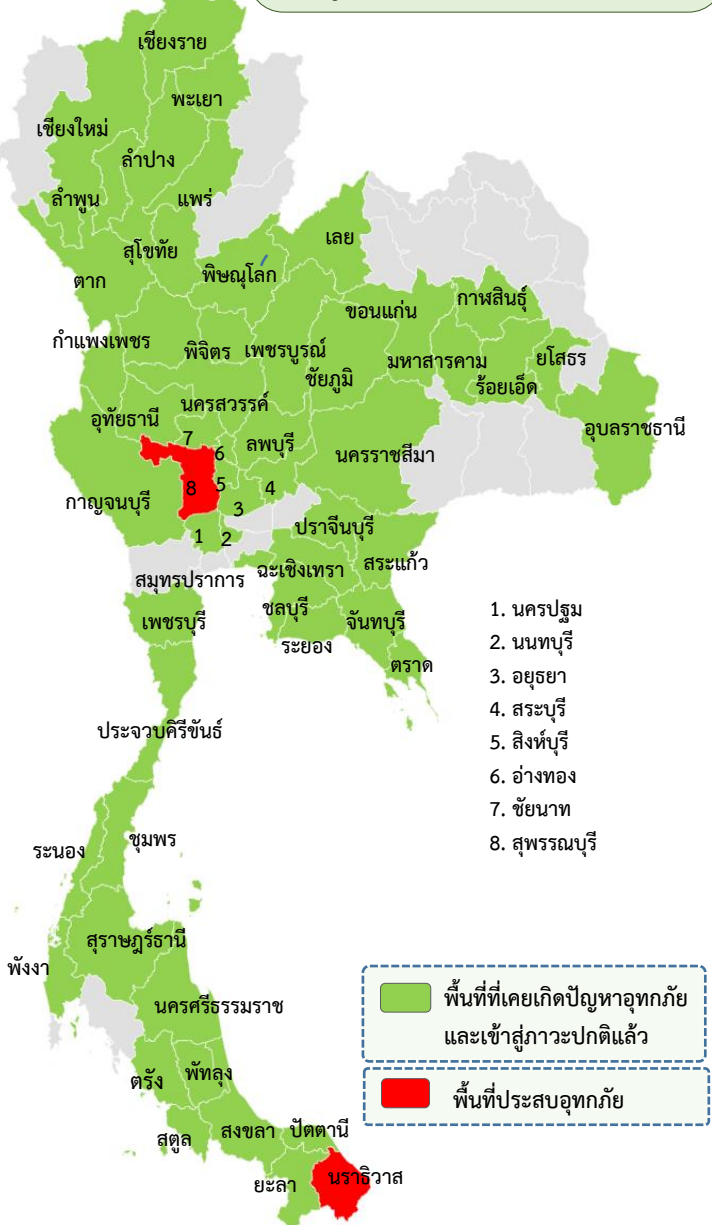 เชียงราย
พะเยา
เชียงใหม่
ลำปาง
ลำพูน
แพร่
เลย
สุโขทัย
พิษณุโลก
ตาก
ขอนแก่น
กาฬสินธุ์
กำแพงเพชร
พิจิตร
เพชรบูรณ์
มหาสารคาม
ยโสธร
ชัยภูมิ
ร้อยเอ็ด
นครสวรรค์
อุทัยธานี
อุบลราชธานี
7
6
ลพบุรี
นครราชสีมา
8
5
4
กาญจนบุรี
3
ปราจีนบุรี
1
2
สระแก้ว
ฉะเชิงเทรา
สมุทรปราการ
ชลบุรี
เพชรบุรี
จันทบุรี
ระยอง
ตราด
1. นครปฐม
2. นนทบุรี
3. อยุธยา
4. สระบุรี
5. สิงห์บุรี
6. อ่างทอง
7. ชัยนาท
8. สุพรรณบุรี
ประจวบคิรีขันธ์
ชุมพร
ระนอง
สุราษฎร์ธานี
พังงา
นครศรีธรรมราช
พัทลุง
ตรัง
สงขลา
ปัตตานี
สตูล
ยะลา
นราธิวาส
พื้นที่ที่เคยเกิดปัญหาอุทกภัย
และเข้าสู่ภาวะปกติแล้ว
พื้นที่ประสบอุทกภัย